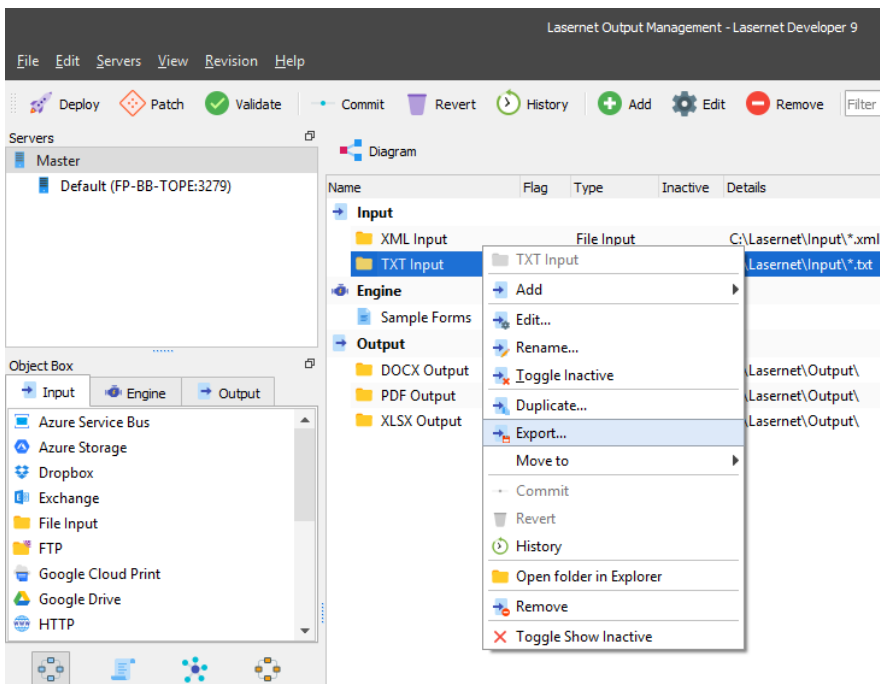 Lasernet Output Management - Lasernet Developer 9
File Edit Servers View Revision Help
Deploy Patch Validate Commit Revert History Add Edit Remove Filter
Servers
Master
Default (FP-BB-TOPE:3279)
Diagram
Name Flag Type Inactive Details
Input
XML Input File Input C:\Lasernet\Input\*.xml
TXT Input \Lasernet\Input\*.txt
Engine
Sample Forms
Output
DOCX Output \Lasernet\Output\
PDF Output \Lasernet\Output\
XLSX Output \Lasernet\Output\
TXT Input
Add
Edit...
Rename...
Toggle Inactive
Duplicate...
Export...
Move to
Commit
Revert
History
Open folder in Explorer
Remove
Toggle Show Inactive
Object Box
Input Engine Output
Azure Service Bus
Azure Storage
Dropbox
Exchange
File Input
FTP
Google Cloud Print
Google Drive
HTTP